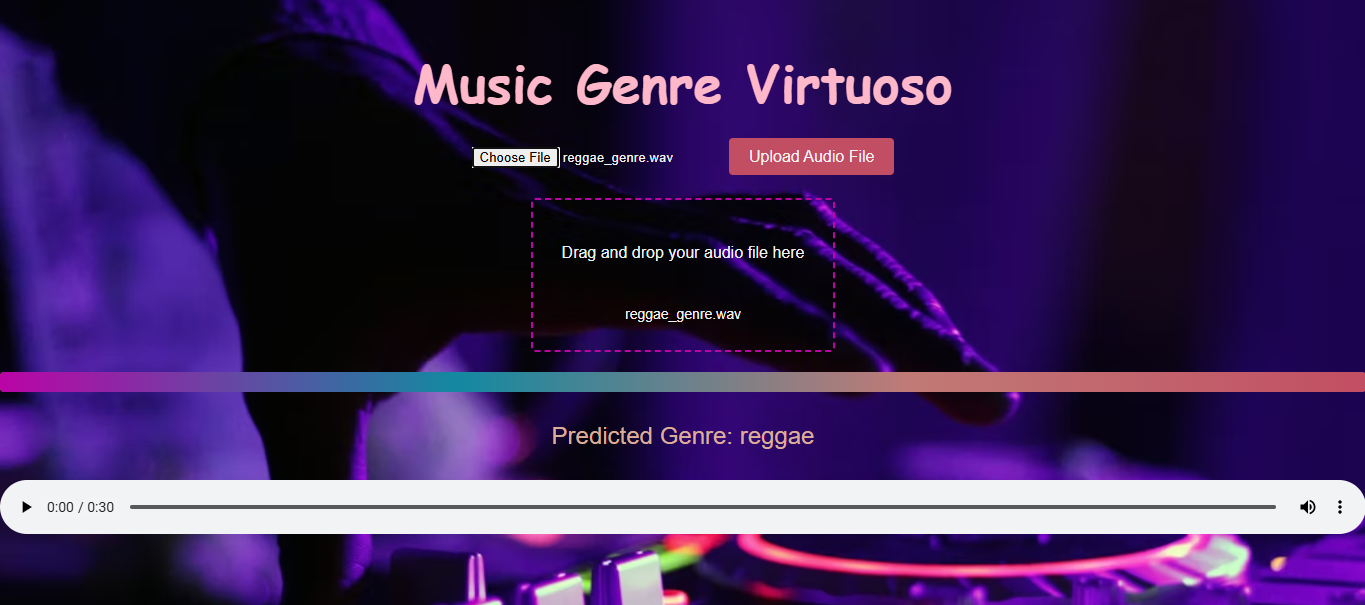 Music Genre Virtuoso
Choose File reggae_genre.wav Upload Audio File
Drag and drop your audio file here
reggae_genre.wav
Predicted Genre: reggae
0:00 / 0:30